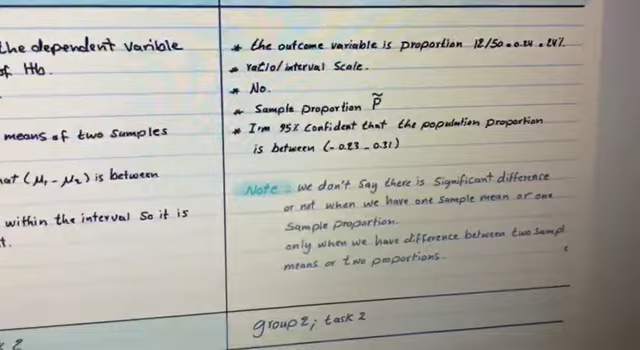 the dependent varible
of Hb.
means of two samples
hat (μ₁ - μ₂) is between
within the interval so it is
t.
* the outcome variable is proportion 12/50 = 0.24 = 24%
* ratio/interval Scale.
* No.
* Sample proportion p̃
* I'm 95% Confident that the population proportion
is between (-0.23 - 0.31)
Note: we don't say there is significant difference
or not when we have one sample mean or one
sample proportion.
only when we have difference between two sampl
means or two proportions.
group 2; task 2